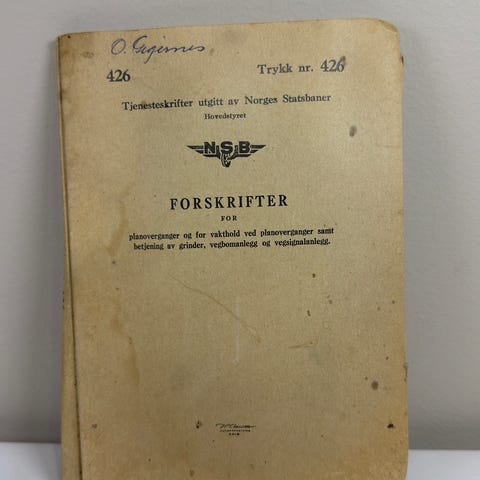 426
Trykk nr. 426
Tjenesteskrifter utgitt av Norges Statsbaner
Hovedstyret
NSB
FORSKRIFTER
FOR
planoverganger og for vakthold ved planoverganger samt
betjening av grinder, vegbomanlegg og vegsignalanlegg.